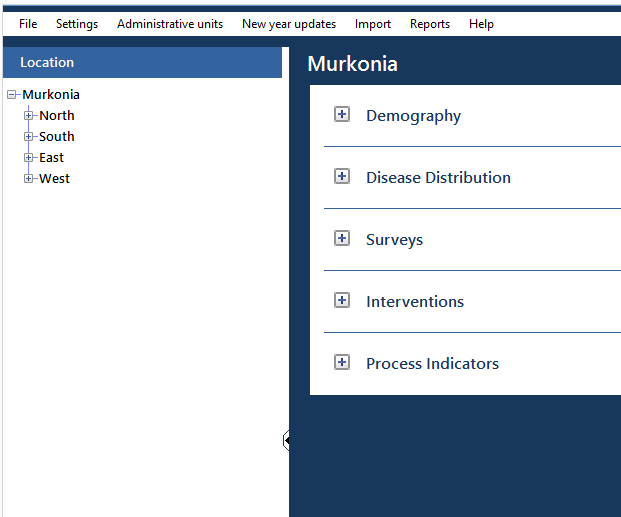 File Settings Administrative units New year updates Import Reports Help
Location
Murkonia
North
South
East
West
Murkonia
Demography
Disease Distribution
Surveys
Interventions
Process Indicators